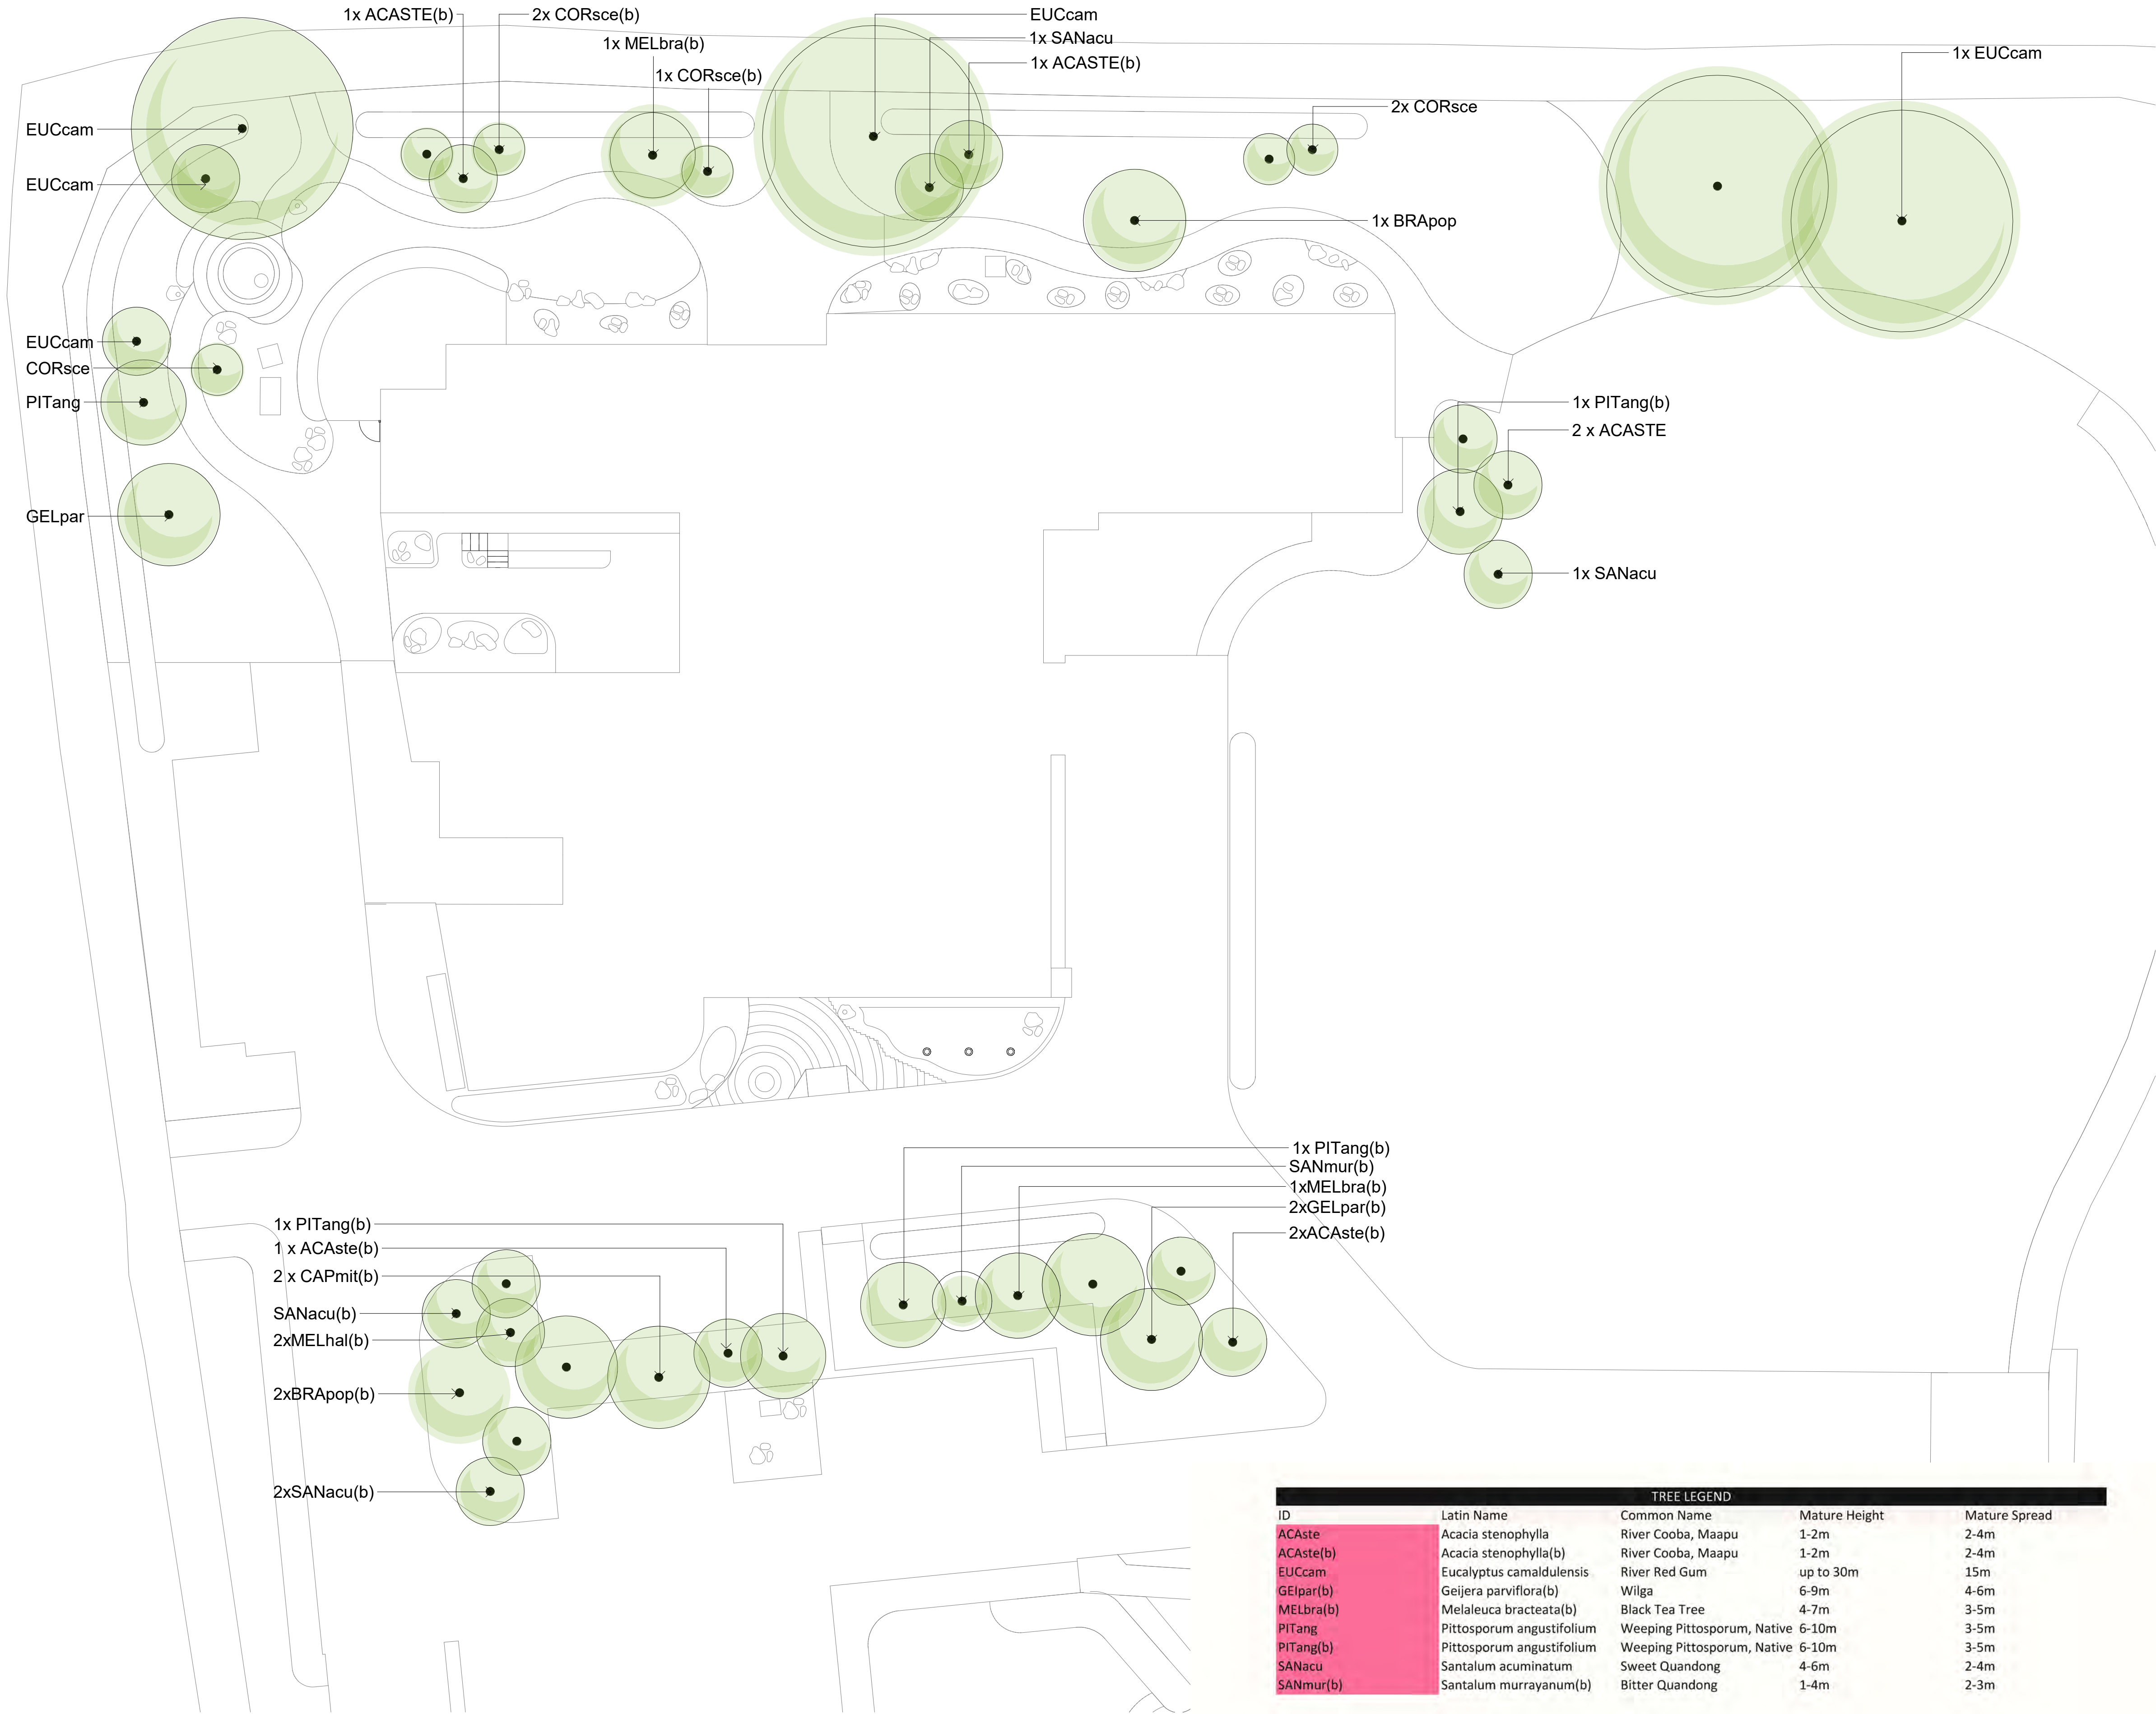 1x ACASTE(b)
2x CORsce(b)
1x MELbra(b)
1x CORsce(b)
EUCcam
1x SANacu
1x ACASTE(b)
1x EUCcam
2x CORsce
EUCcam
EUCcam
1x BRApop
EUCcam
CORsce
PITang
GELpar
1x PITang(b)
2 x ACASTE
1x SANacu
1x PITang(b)
SANmur(b)
1xMELbra(b)
2xGELpar(b)
2xACAste(b)
1x PITang(b)
1 x ACAste(b)
2 x CAPmit(b)
SANacu(b)
2xMELhal(b)
2xBRApop(b)
2xSANacu(b)
TREE LEGEND
ID Latin Name Common Name Mature Height Mature Spread
ACAste Acacia stenophylla River Cooba, Maapu 1-2m 2-4m
ACAste(b) Acacia stenophylla(b) River Cooba, Maapu 1-2m 2-4m
EUCcam Eucalyptus camaldulensis River Red Gum up to 30m 15m
GElpar(b) Geijera parviflora(b) Wilga 6-9m 4-6m
MELbra(b) Melaleuca bracteata(b) Black Tea Tree 4-7m 3-5m
PITang Pittosporum angustifolium Weeping Pittosporum, Native 6-10m 3-5m
PITang(b) Pittosporum angustifolium Weeping Pittosporum, Native 6-10m 3-5m
SANacu Santalum acuminatum Sweet Quandong 4-6m 2-4m
SANmur(b) Santalum murrayanum(b) Bitter Quandong 1-4m 2-3m